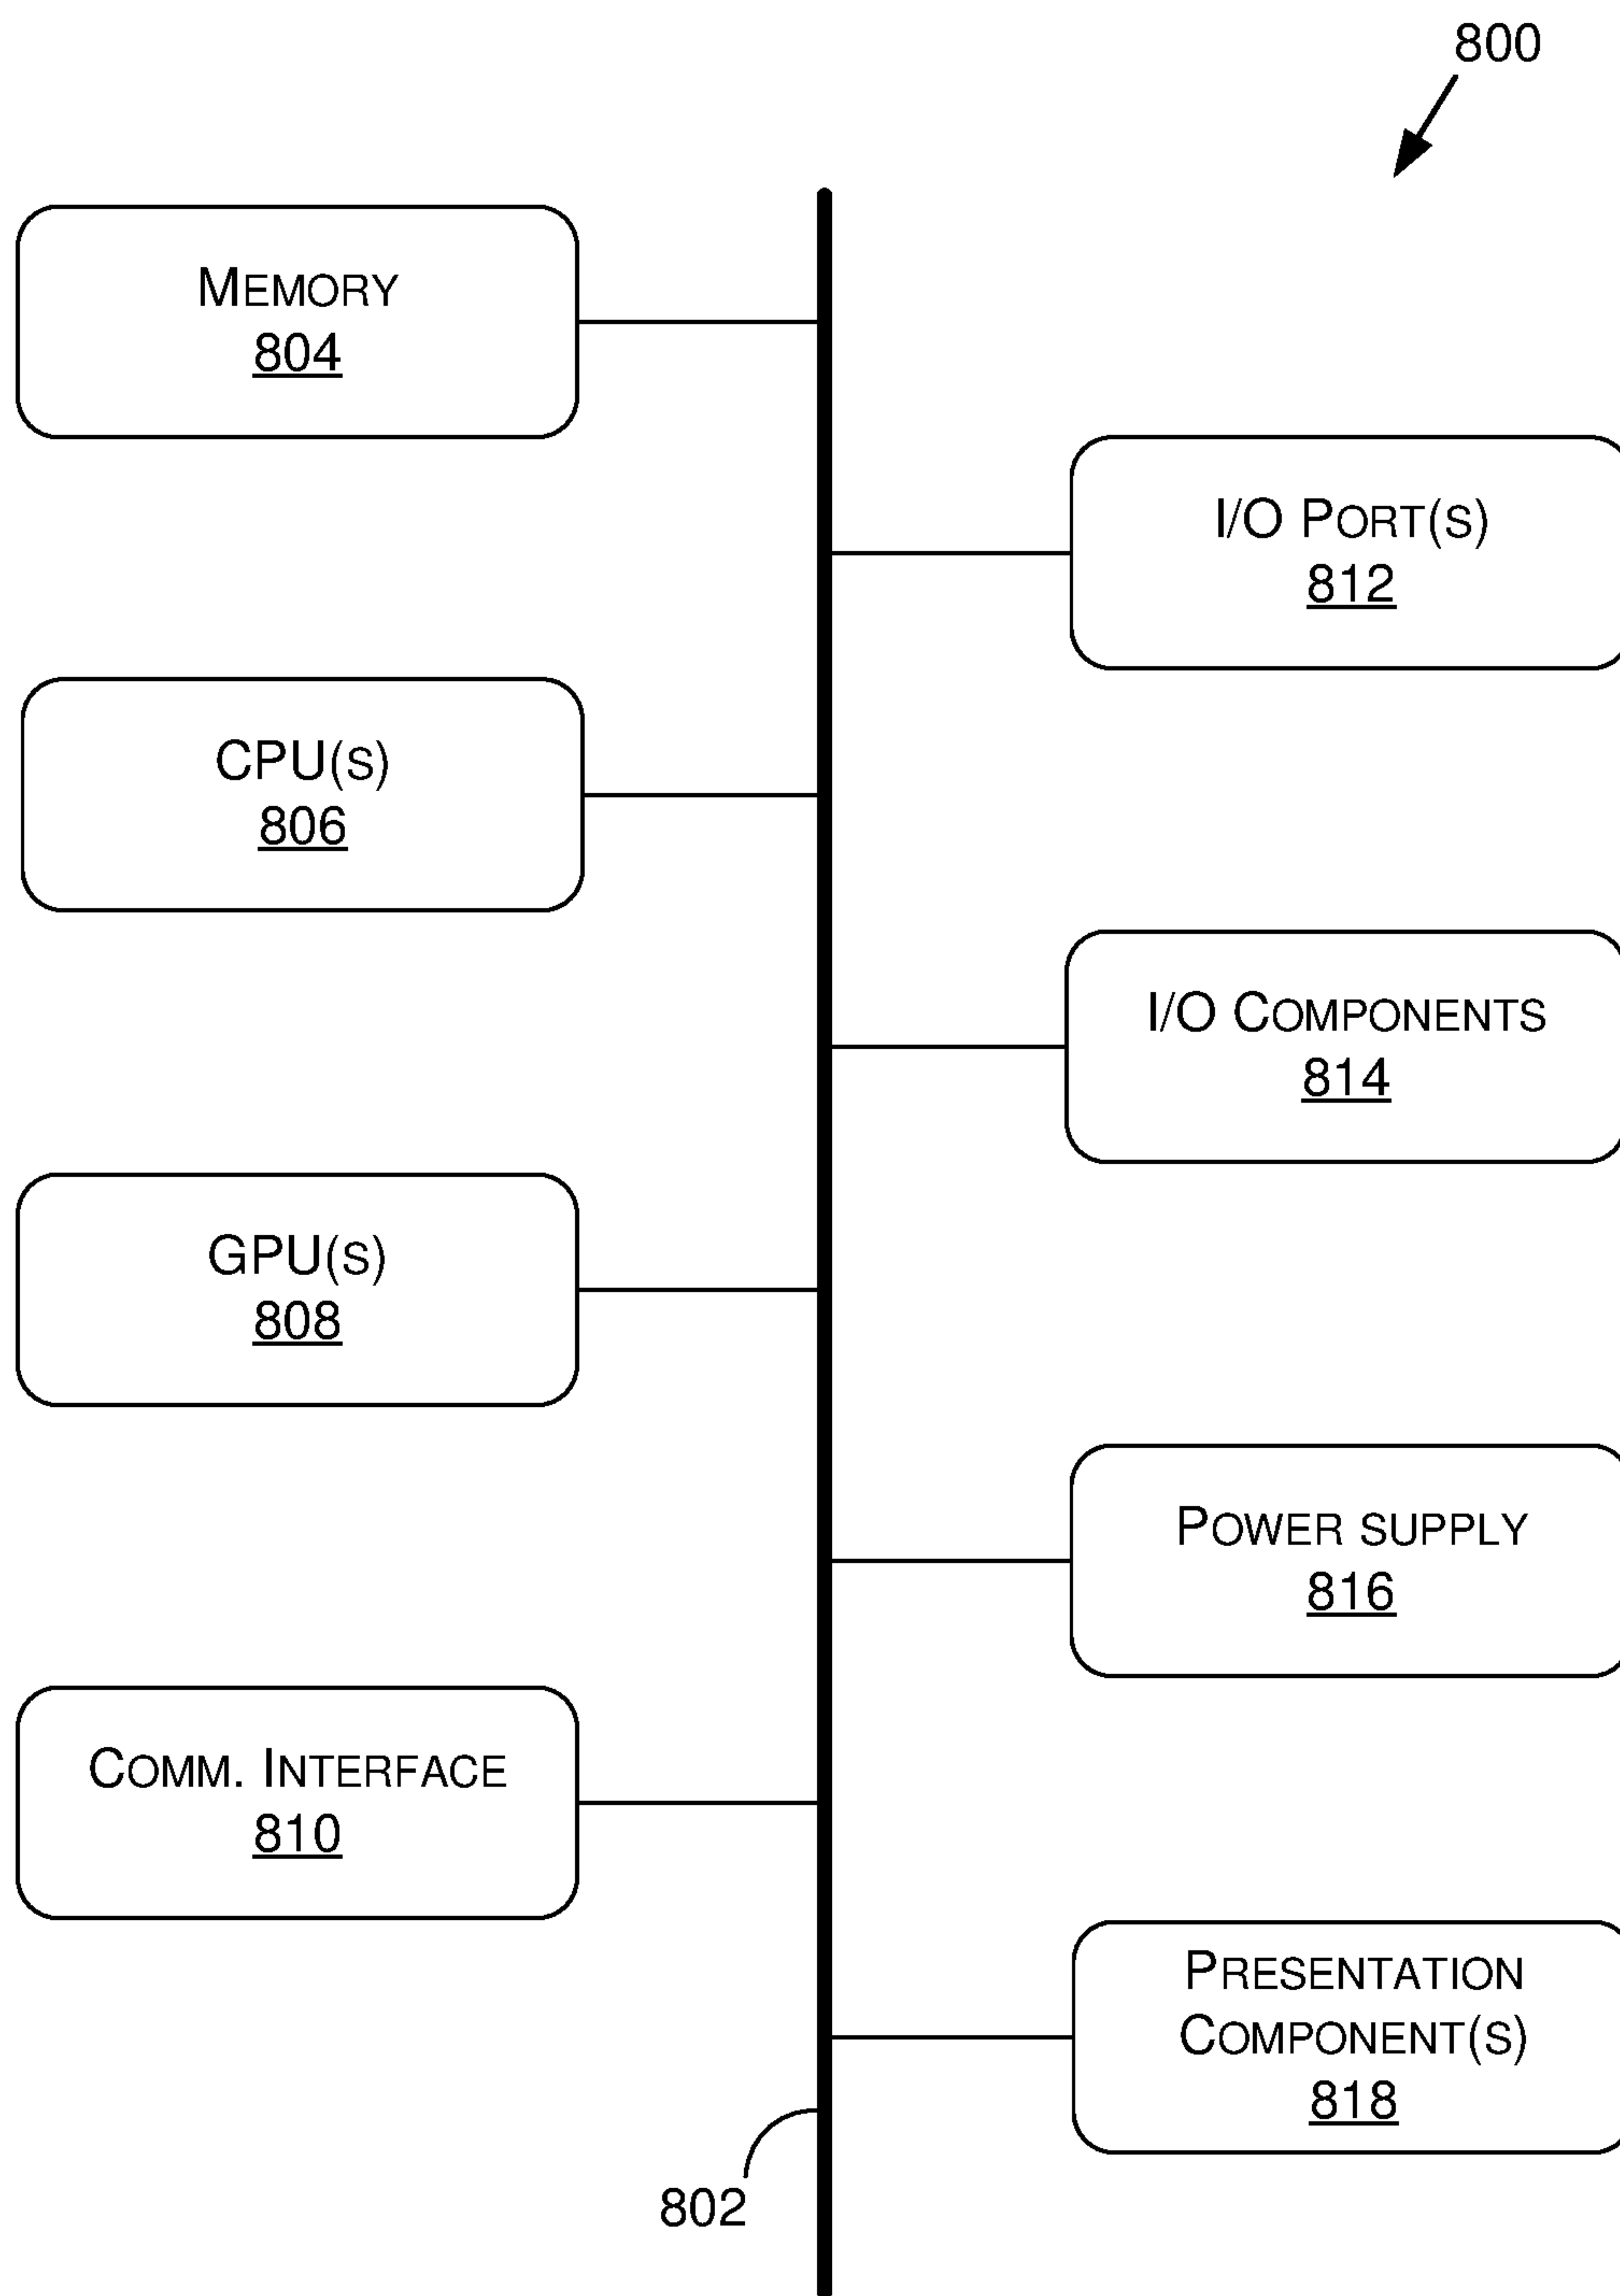 800
MEMORY
804
I/O PORT(S)
812
CPU(S)
806
I/O COMPONENTS
814
GPU(S)
808
POWER SUPPLY
816
COMM. INTERFACE
810
PRESENTATION
COMPONENT(S)
818
802